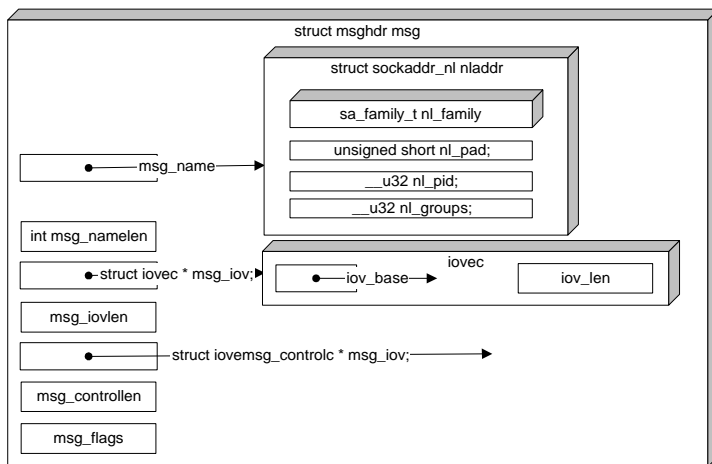 struct msghdr msg
struct sockaddr_nl nladdr
sa_family_t nl_family
unsigned short nl_pad;
__u32 nl_pid;
__u32 nl_groups;
msg_name
int msg_namelen
struct iovec * msg_iov;
iovec
iov_base
iov_len
msg_iovlen
struct iovemsg_controlc * msg_iov;
msg_controllen
msg_flags